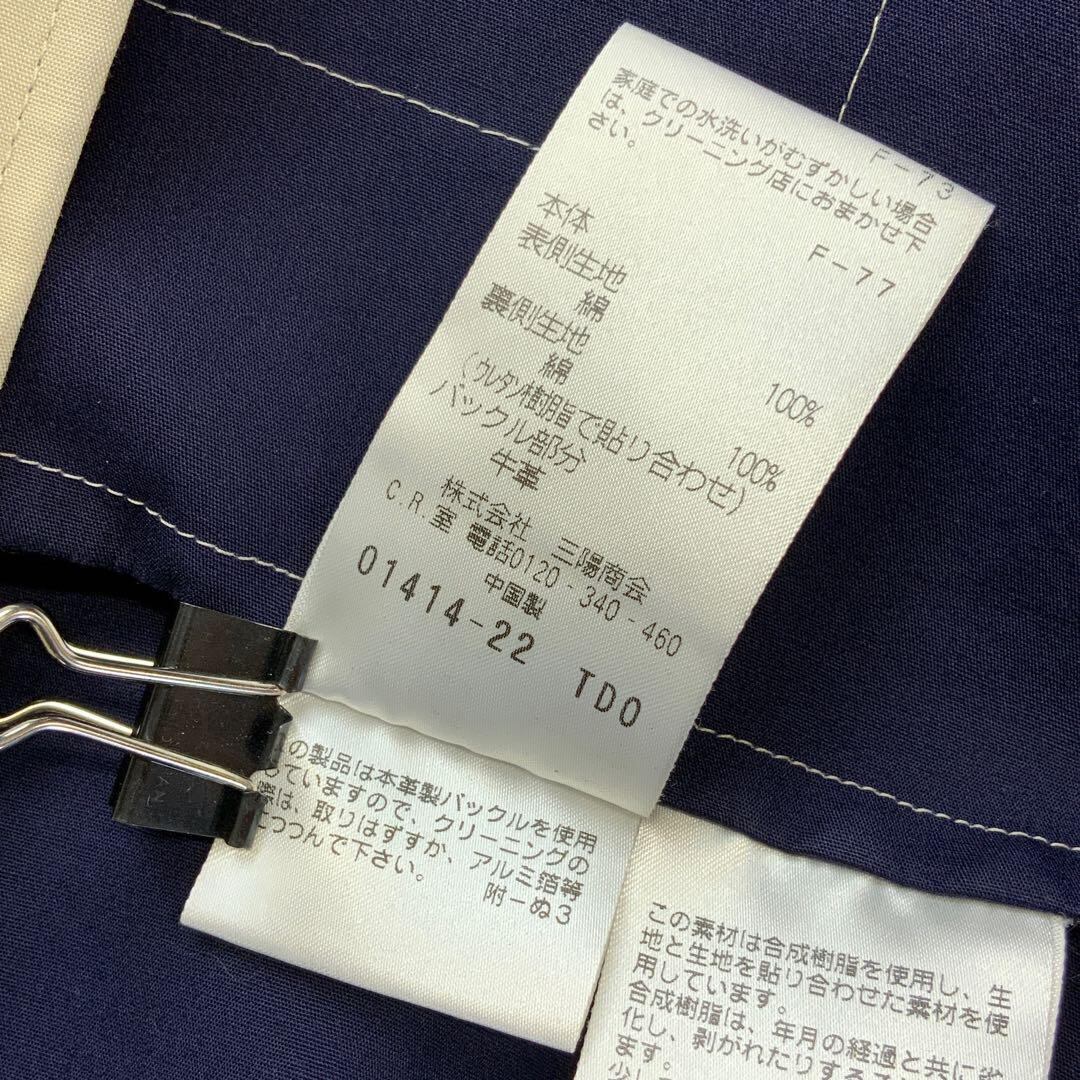 F-73
家庭での水洗いがむずかしい場合
は、クリーニング店におまかせ下
さい。
F-77
本体
表側生地
綿 100%
裏側生地
綿 100%
(ウレタン樹脂で貼り合わせ)
バックル部分
牛革
株式会社 三陽商会
C.R.室 電話0120-340-460
中国製
01414-22 TDO
の製品は本革製バックルを使用
していますので、クリーニングの
際は、取りはずすか、アルミ箔等
につつんで下さい。
附-ぬ3
この素材は合成樹脂を使用し、生
地と生地を貼り合わせた素材を使
用しています。
合成樹脂は、年月の経過と共に劣
化し、剥がれたりする
ます。
少し